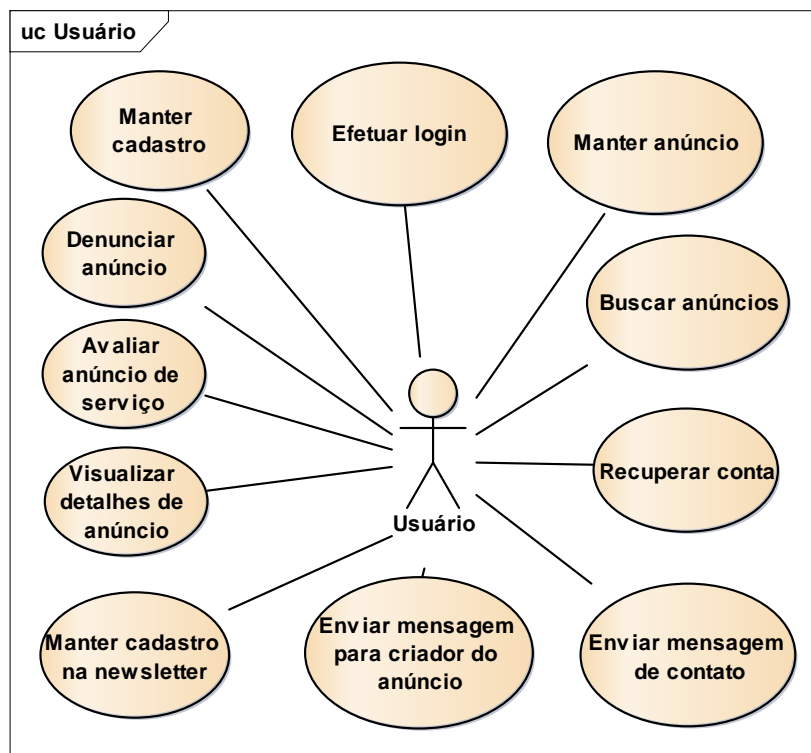 uc Usuário
Manter
cadastro
Efetuar login
Manter anúncio
Denunciar
anúncio
Buscar anúncios
Avaliar
anúncio de
serviço
Visualizar
detalhes de
anúncio
Recuperar conta
Usuário
Manter cadastro
na newsletter
Enviar mensagem
para criador do
anúncio
Enviar mensagem
de contato